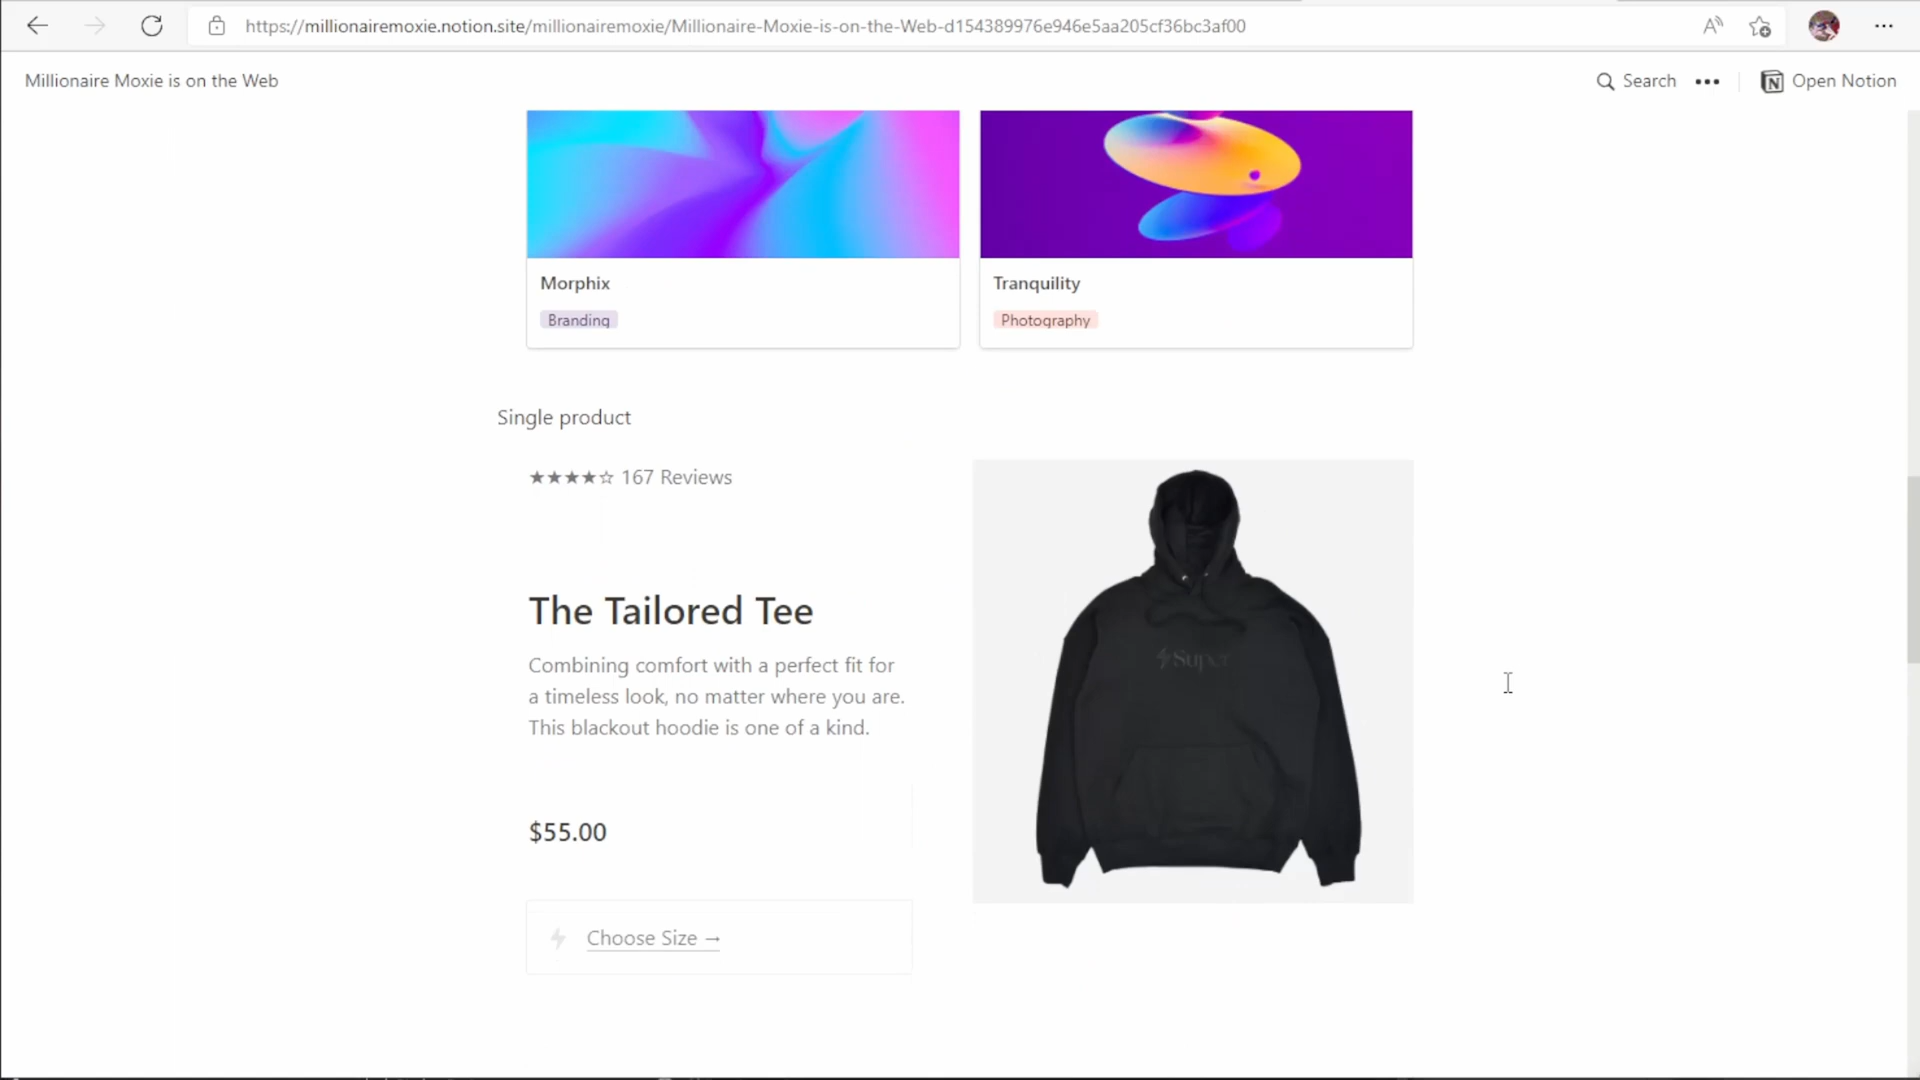 https://millionairemoxie.notion.site/millionairemoxie/Millionaire-Moxie-is-on-the-Web-d154389976e946e5aa205cf36bc3af00
Millionaire Moxie is on the Web
Search
Open Notion
Morphix
Branding
Tranquility
Photography
Single product
★★★★☆ 167 Reviews
The Tailored Tee
Combining comfort with a perfect fit for
a timeless look, no matter where you are.
This blackout hoodie is one of a kind.
Super
$55.00
Choose Size →